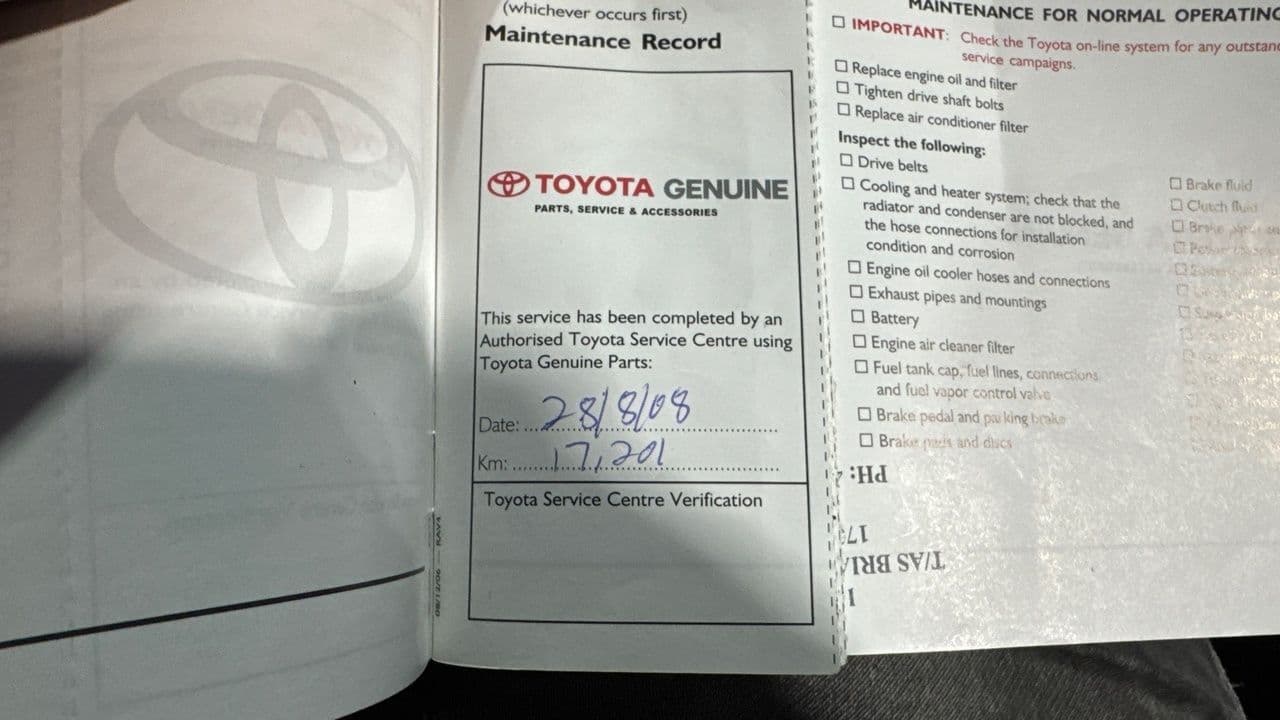 (whichever occurs first)
Maintenance Record
TOYOTA GENUINE
PARTS, SERVICE & ACCESSORIES
This service has been completed by an
Authorised Toyota Service Centre using
Toyota Genuine Parts:
Date: 28/8/08
Km: 17,201
Toyota Service Centre Verification
08/12/06 RAV4
MAINTENANCE FOR NORMAL OPERATING
☐ IMPORTANT: Check the Toyota on-line system for any
service campaigns.
☐ Replace engine oil and filter
☐ Tighten drive shaft bolts
☐ Replace air conditioner filter
Inspect the following:
☐ Drive belts
☐ Cooling and heater system; check that the
radiator and condenser are not blocked, and
the hose connections for installation
condition and corrosion
☐ Engine oil cooler hoses and connections
☐ Exhaust pipes and mountings
☐ Battery
☐ Engine air cleaner filter
☐ Fuel tank cap, fuel lines, connections
and fuel vapor control valve
☐ Brake pedal and parking brake
☐ Brake pads and discs
☐ Brake fluid
☐ Clutch fluid
PH:
T/AS